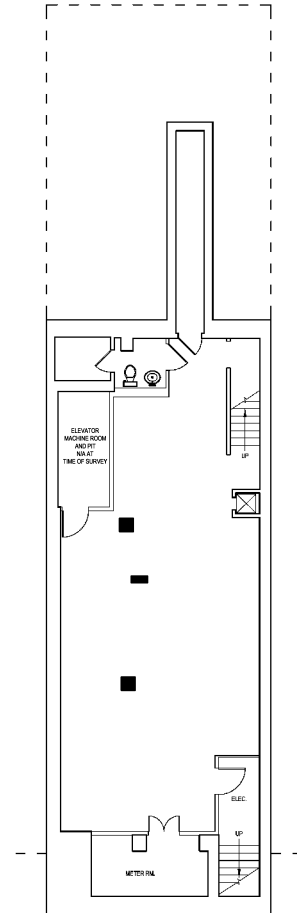 ELEVATOR
MACHINE ROOM
AND PIT
N/A AT
TIME OF SURVEY
UP
ELEC.
UP
METER RM.